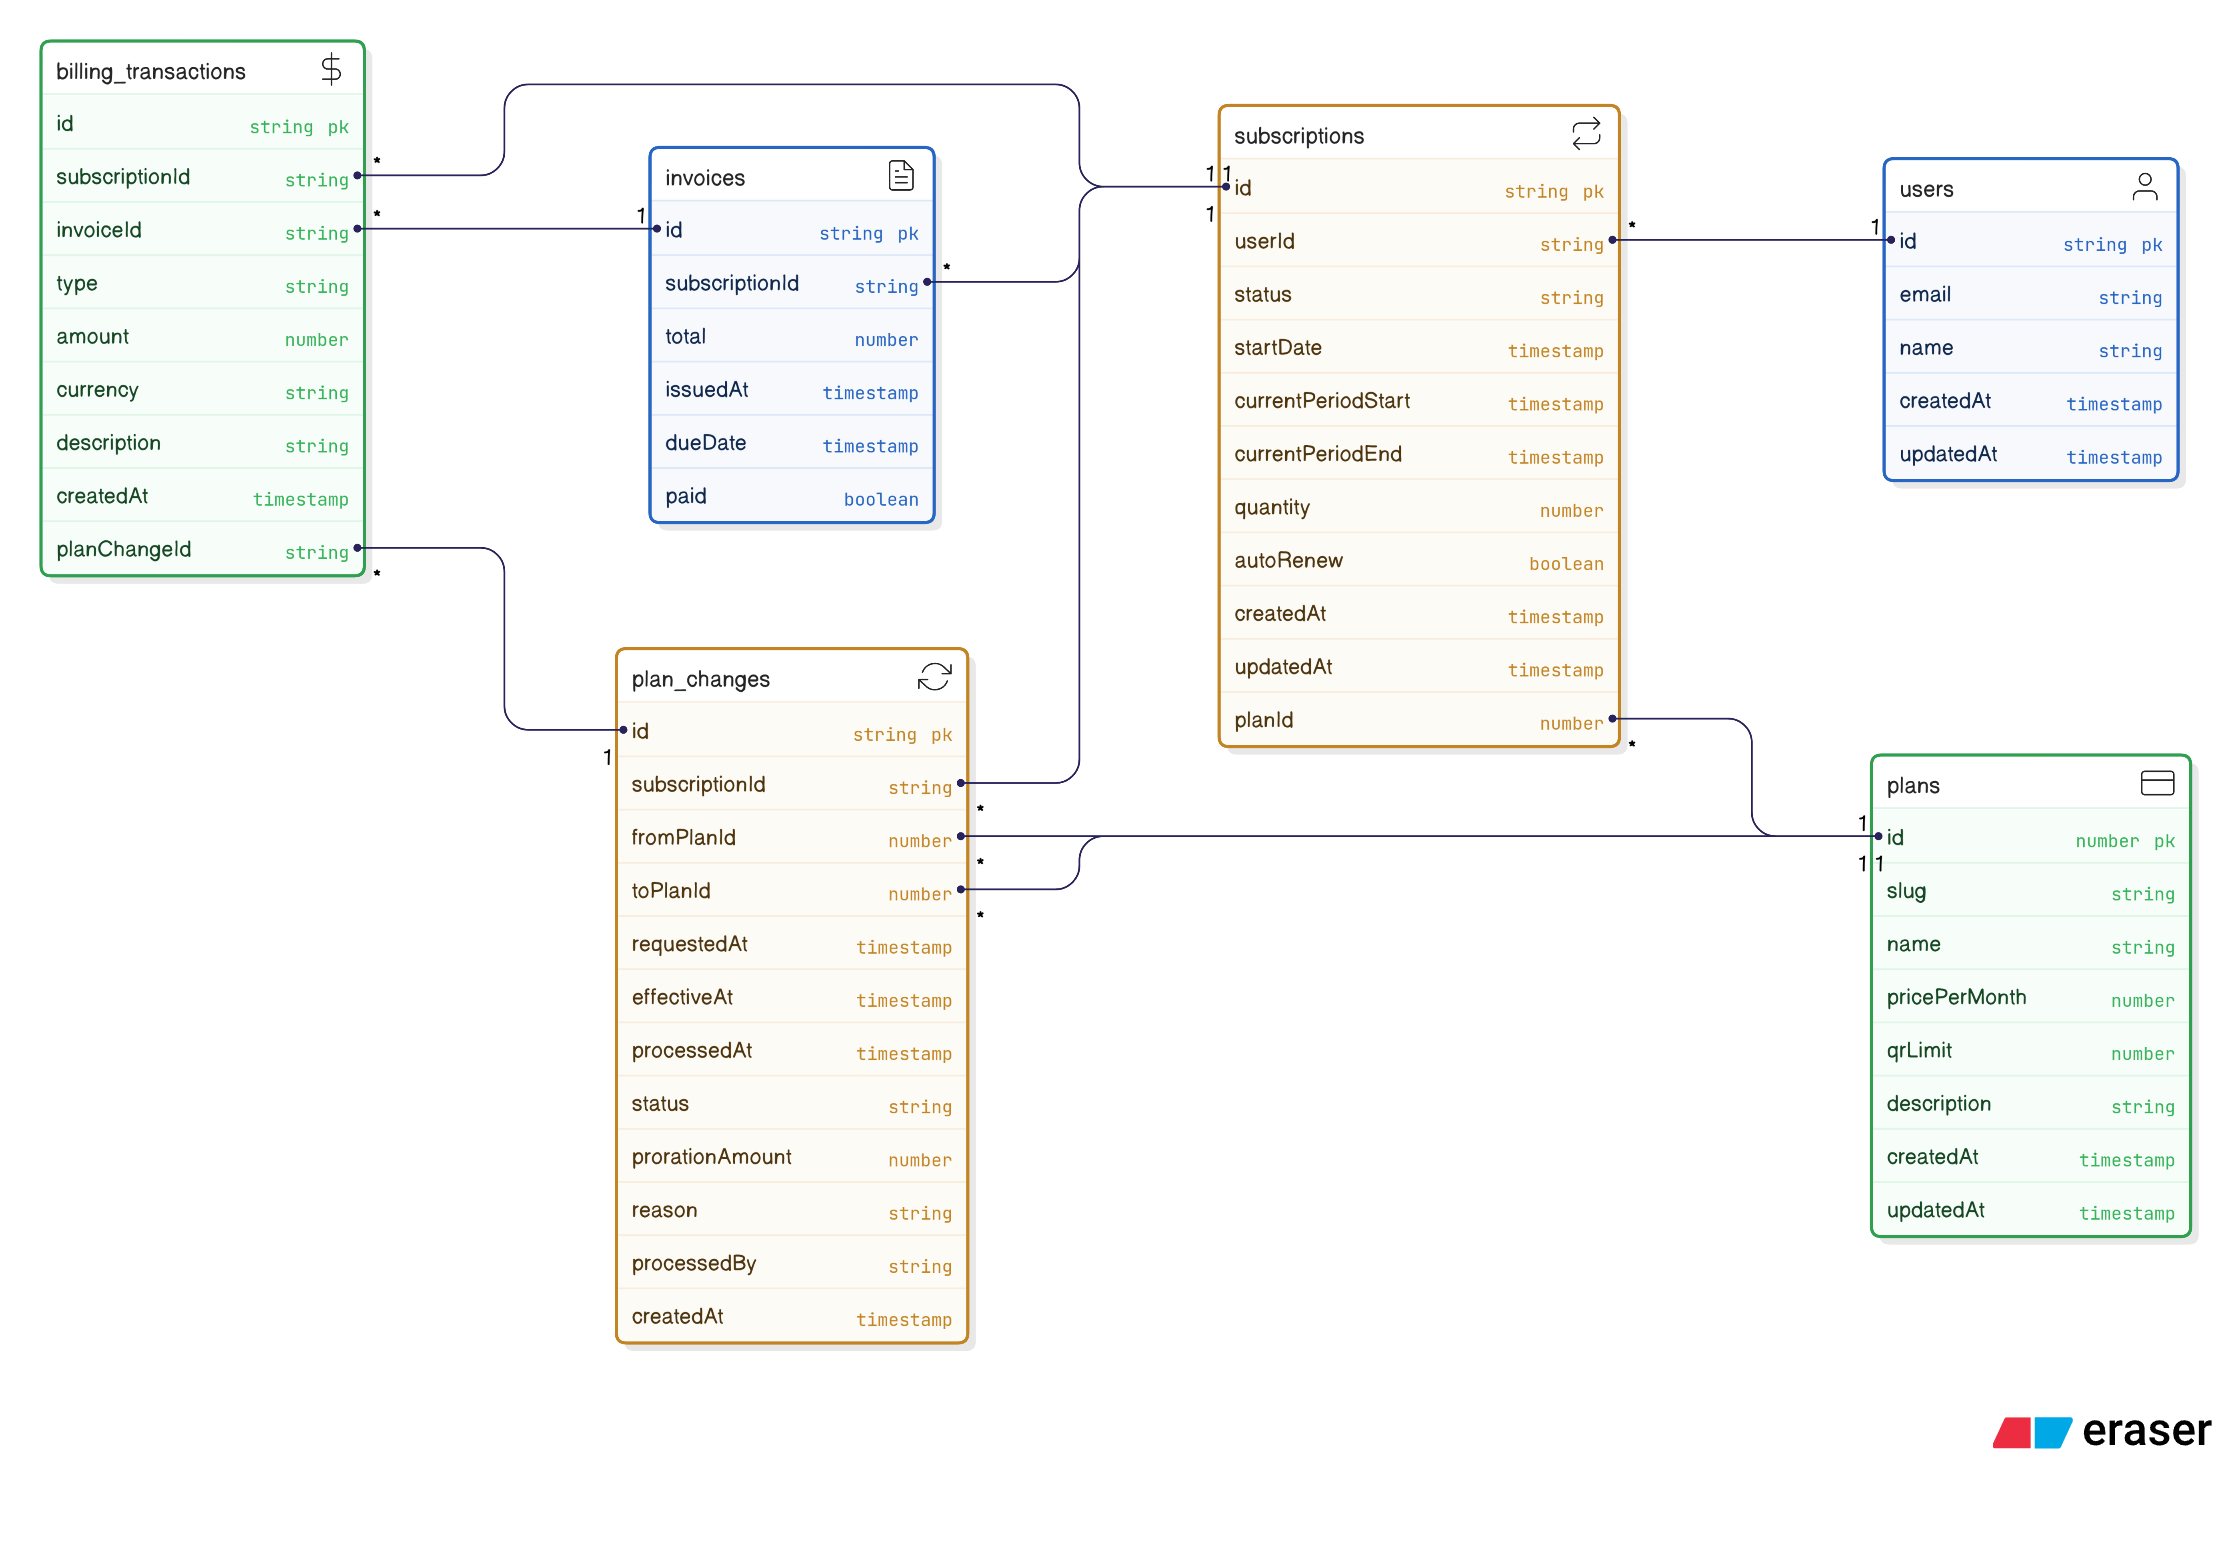 billing_transactions
id string pk
subscriptionId string
invoiceId string
type string
amount number
currency string
description string
createdAt timestamp
planChangeId string
*
*
*
invoices
1
id string pk
subscriptionId string
*
total number
issuedAt timestamp
dueDate timestamp
paid boolean
subscriptions
1 1
1
id string pk
userId string
*
status string
startDate timestamp
currentPeriodStart timestamp
currentPeriodEnd timestamp
quantity number
autoRenew boolean
createdAt timestamp
updatedAt timestamp
planId number
*
users
1
id string pk
email string
name string
createdAt timestamp
updatedAt timestamp
plan_changes
id string pk
1
subscriptionId string
*
fromPlanId number
*
toPlanId number
*
requestedAt timestamp
effectiveAt timestamp
processedAt timestamp
status string
prorationAmount number
reason string
processedBy string
createdAt timestamp
plans
1
id number pk
1 1
slug string
name string
pricePerMonth number
qrLimit number
description string
createdAt timestamp
updatedAt timestamp
eraser